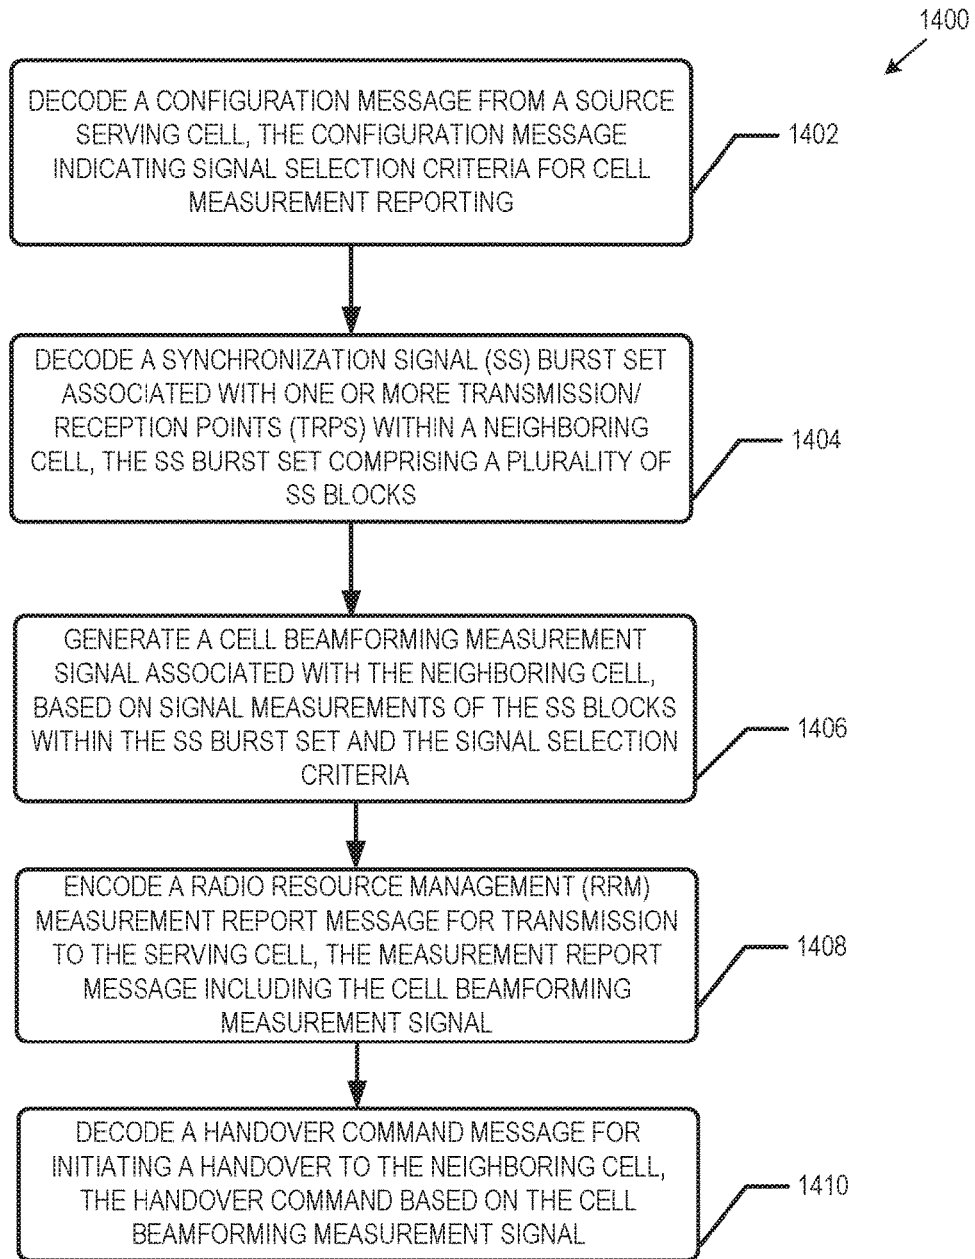 1400
DECODE A CONFIGURATION MESSAGE FROM A SOURCE
SERVING CELL, THE CONFIGURATION MESSAGE
INDICATING SIGNAL SELECTION CRITERIA FOR CELL
MEASUREMENT REPORTING
1402
DECODE A SYNCHRONIZATION SIGNAL (SS) BURST SET
ASSOCIATED WITH ONE OR MORE TRANSMISSION/
RECEPTION POINTS (TRPS) WITHIN A NEIGHBORING
CELL, THE SS BURST SET COMPRISING A PLURALITY OF
SS BLOCKS
1404
GENERATE A CELL BEAMFORMING MEASUREMENT
SIGNAL ASSOCIATED WITH THE NEIGHBORING CELL,
BASED ON SIGNAL MEASUREMENTS OF THE SS BLOCKS
WITHIN THE SS BURST SET AND THE SIGNAL SELECTION
CRITERIA
1406
ENCODE A RADIO RESOURCE MANAGEMENT (RRM)
MEASUREMENT REPORT MESSAGE FOR TRANSMISSION
TO THE SERVING CELL, THE MEASUREMENT REPORT
MESSAGE INCLUDING THE CELL BEAMFORMING
MEASUREMENT SIGNAL
1408
DECODE A HANDOVER COMMAND MESSAGE FOR
INITIATING A HANDOVER TO THE NEIGHBORING CELL,
THE HANDOVER COMMAND BASED ON THE CELL
BEAMFORMING MEASUREMENT SIGNAL
1410